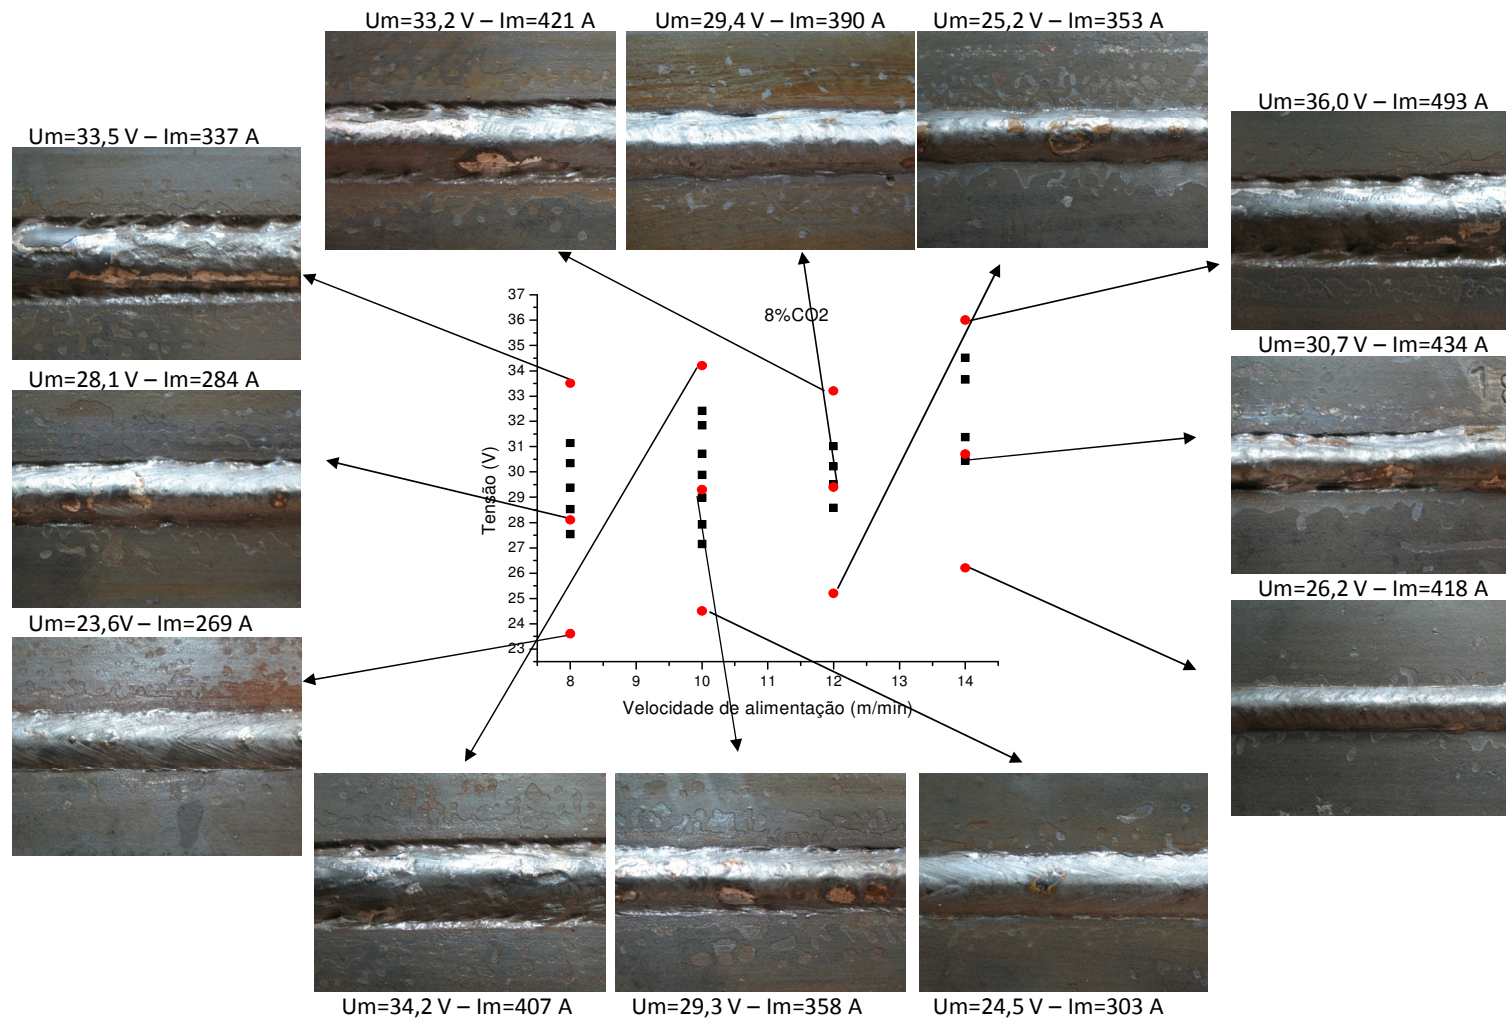 Um=33,2 V – Im=421 A
Um=29,4 V – Im=390 A
Um=25,2 V – Im=353 A
Um=36,0 V – Im=493 A
Um=33,5 V – Im=337 A
Um=30,7 V – Im=434 A
Um=28,1 V – Im=284 A
Um=26,2 V – Im=418 A
Um=23,6V – Im=269 A
8%CO2
Tensão (V)
37
36
35
34
33
32
31
30
29
28
27
26
25
24
23
8
9
10
11
12
13
14
Velocidade de alimentação (m/min)
Um=34,2 V – Im=407 A
Um=29,3 V – Im=358 A
Um=24,5 V – Im=303 A